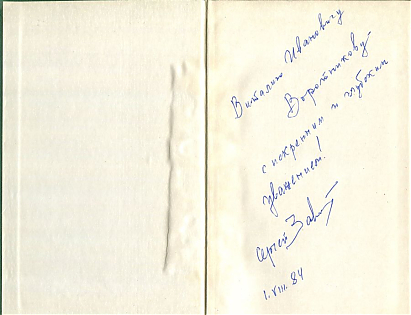 Виталию Ивановичу
Воротникову -
с искренним и глубоким
уважением!
Сергей
1.VIII.84